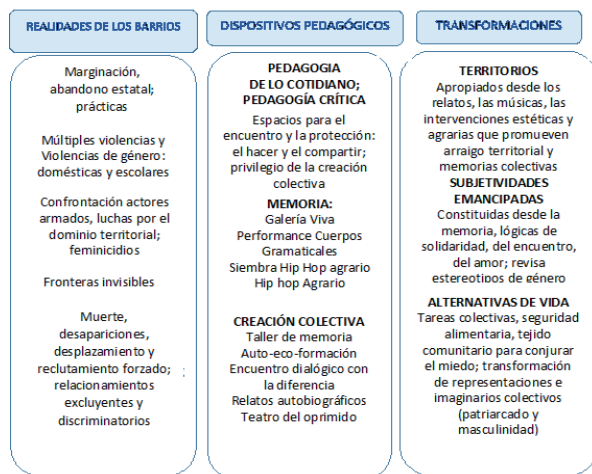 REALIDADES DE LOS BARRIOS
Marginación,
abandono estatal;
prácticas
Múltiples violencias y
Violencias de género:
domésticas y escolares
Confrontación actores
armados, luchas por el
dominio territorial;
feminicidios
Fronteras invisibles
Muerte,
desapariciones,
desplazamiento y
reclutamiento forzado;
relacionamientos
excluyentes y
discriminatorios
DISPOSITIVOS PEDAGÓGICOS
PEDAGOGIA
DE LO COTIDIANO;
PEDAGOGÍA CRÍTICA
Espacios para el
encuentro y la protección:
el hacer y el compartir;
privilegio de la creación
colectiva
MEMORIA:
Galería Viva
Performance Cuerpos
Gramaticales
Siembra Hip Hop agrario
Hip hop Agrario
CREACIÓN COLECTIVA
Taller de memoria
Auto-eco-formación
Encuentro dialógico con
la diferencia
Relatos autobiográficos
Teatro del oprimido
TRANSFORMACIONES
TERRITORIOS
Apropiados desde los
relatos, las músicas, las
intervenciones estéticas y
agrarias que promueven
arraigo territorial y
memorias colectivas
SUBJETIVIDADES
EMANCIPADAS
Constituidas desde la
memoria, lógicas de
solidaridad, del encuentro,
del amor; revisa
estereotipos de género
ALTERNATIVAS DE VIDA
Tareas colectivas, seguridad
alimentaria, tejido
comunitario para conjurar
el miedo; transformación
de representaciones e
imaginarios colectivos
(patriarcado y
masculinidad)